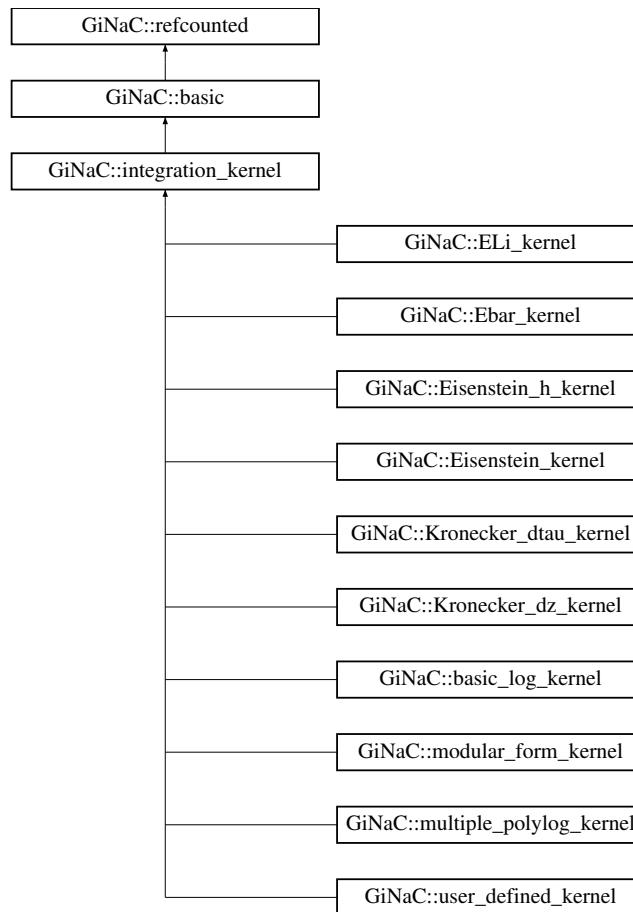 GiNaC::refcounted
GiNaC::basic
GiNaC::integration_kernel
GiNaC::ELi_kernel
GiNaC::Ebar_kernel
GiNaC::Eisenstein_h_kernel
GiNaC::Eisenstein_kernel
GiNaC::Kronecker_dtau_kernel
GiNaC::Kronecker_dz_kernel
GiNaC::basic_log_kernel
GiNaC::modular_form_kernel
GiNaC::multiple_polylog_kernel
GiNaC::user_defined_kernel